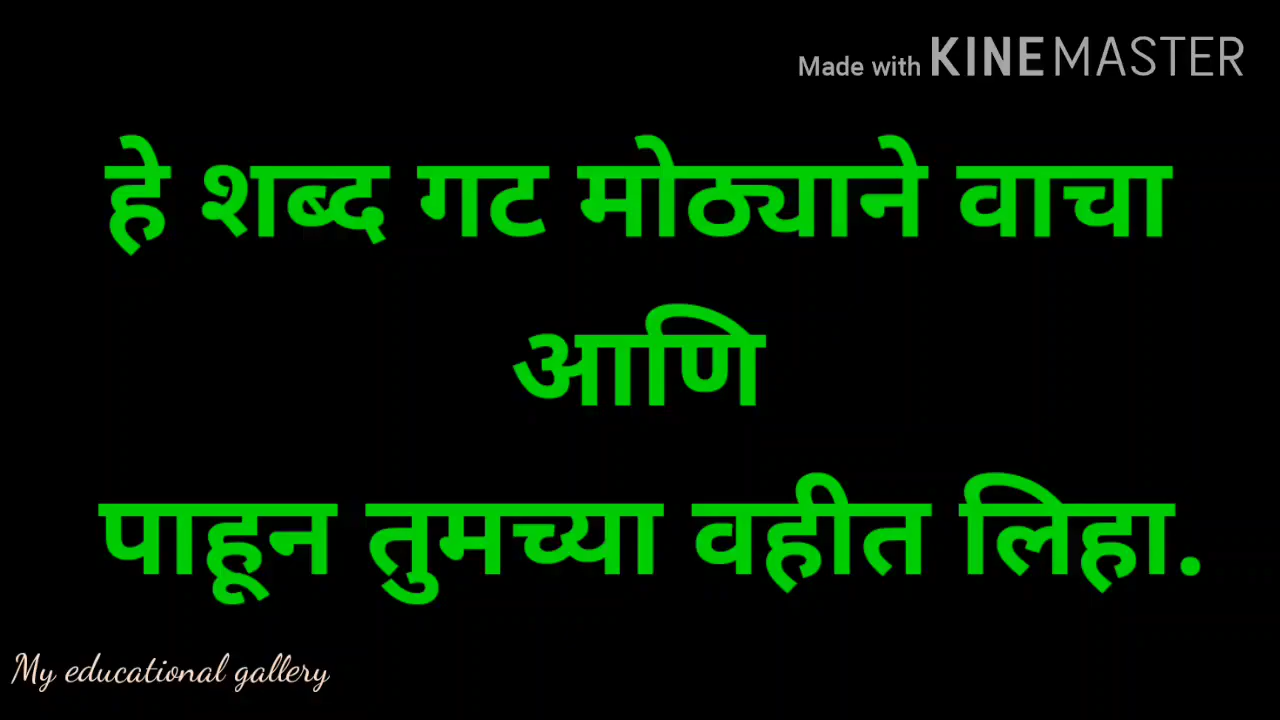 Made with KINEMASTER
हे शब्द गट मोठ्याने वाचा
आणि
पाहून तुमच्या वहीत लिहा.
My educational gallery